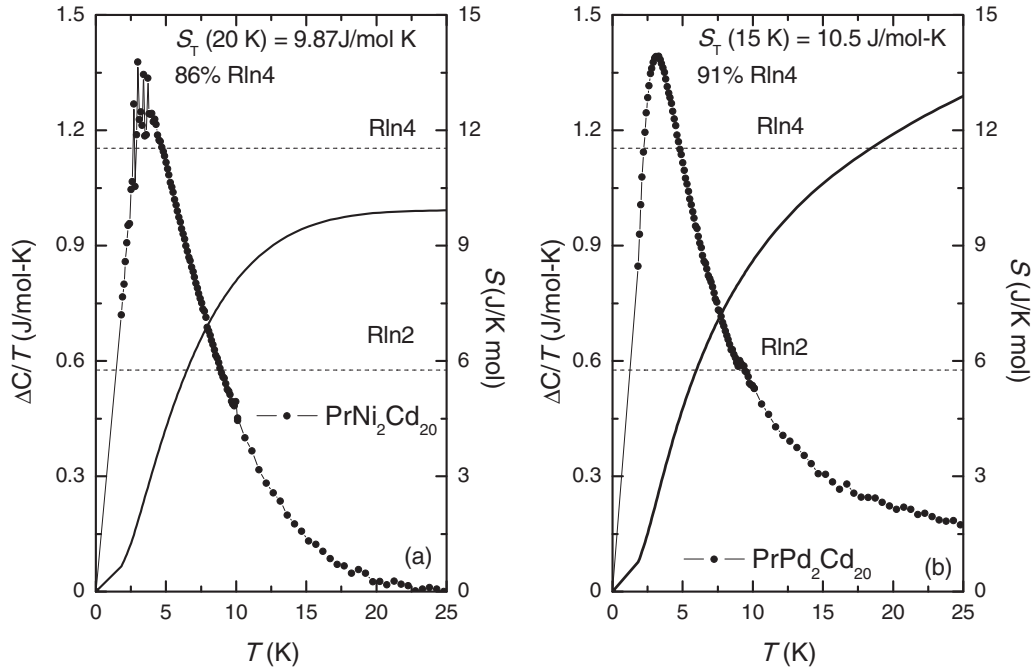 S_T (20 K) = 9.87J/mol K
86% Rln4
Rln4
Rln2
PrNi₂Cd₂₀
(a)
ΔC/T (J/mol-K)
1.5
1.2
0.9
0.6
0.3
0
15
12
9
6
3
0
S(J/K mol)
0 5 10 15 20 25
T (K)
S_T (15 K) = 10.5 J/mol-K
91% Rln4
Rln4
Rln2
PrPd₂Cd₂₀
(b)
ΔC/T (J/mol-K)
1.5
1.2
0.9
0.6
0.3
0
15
12
9
6
3
0
S (J/K mol)
0 5 10 15 20 25
T (K)